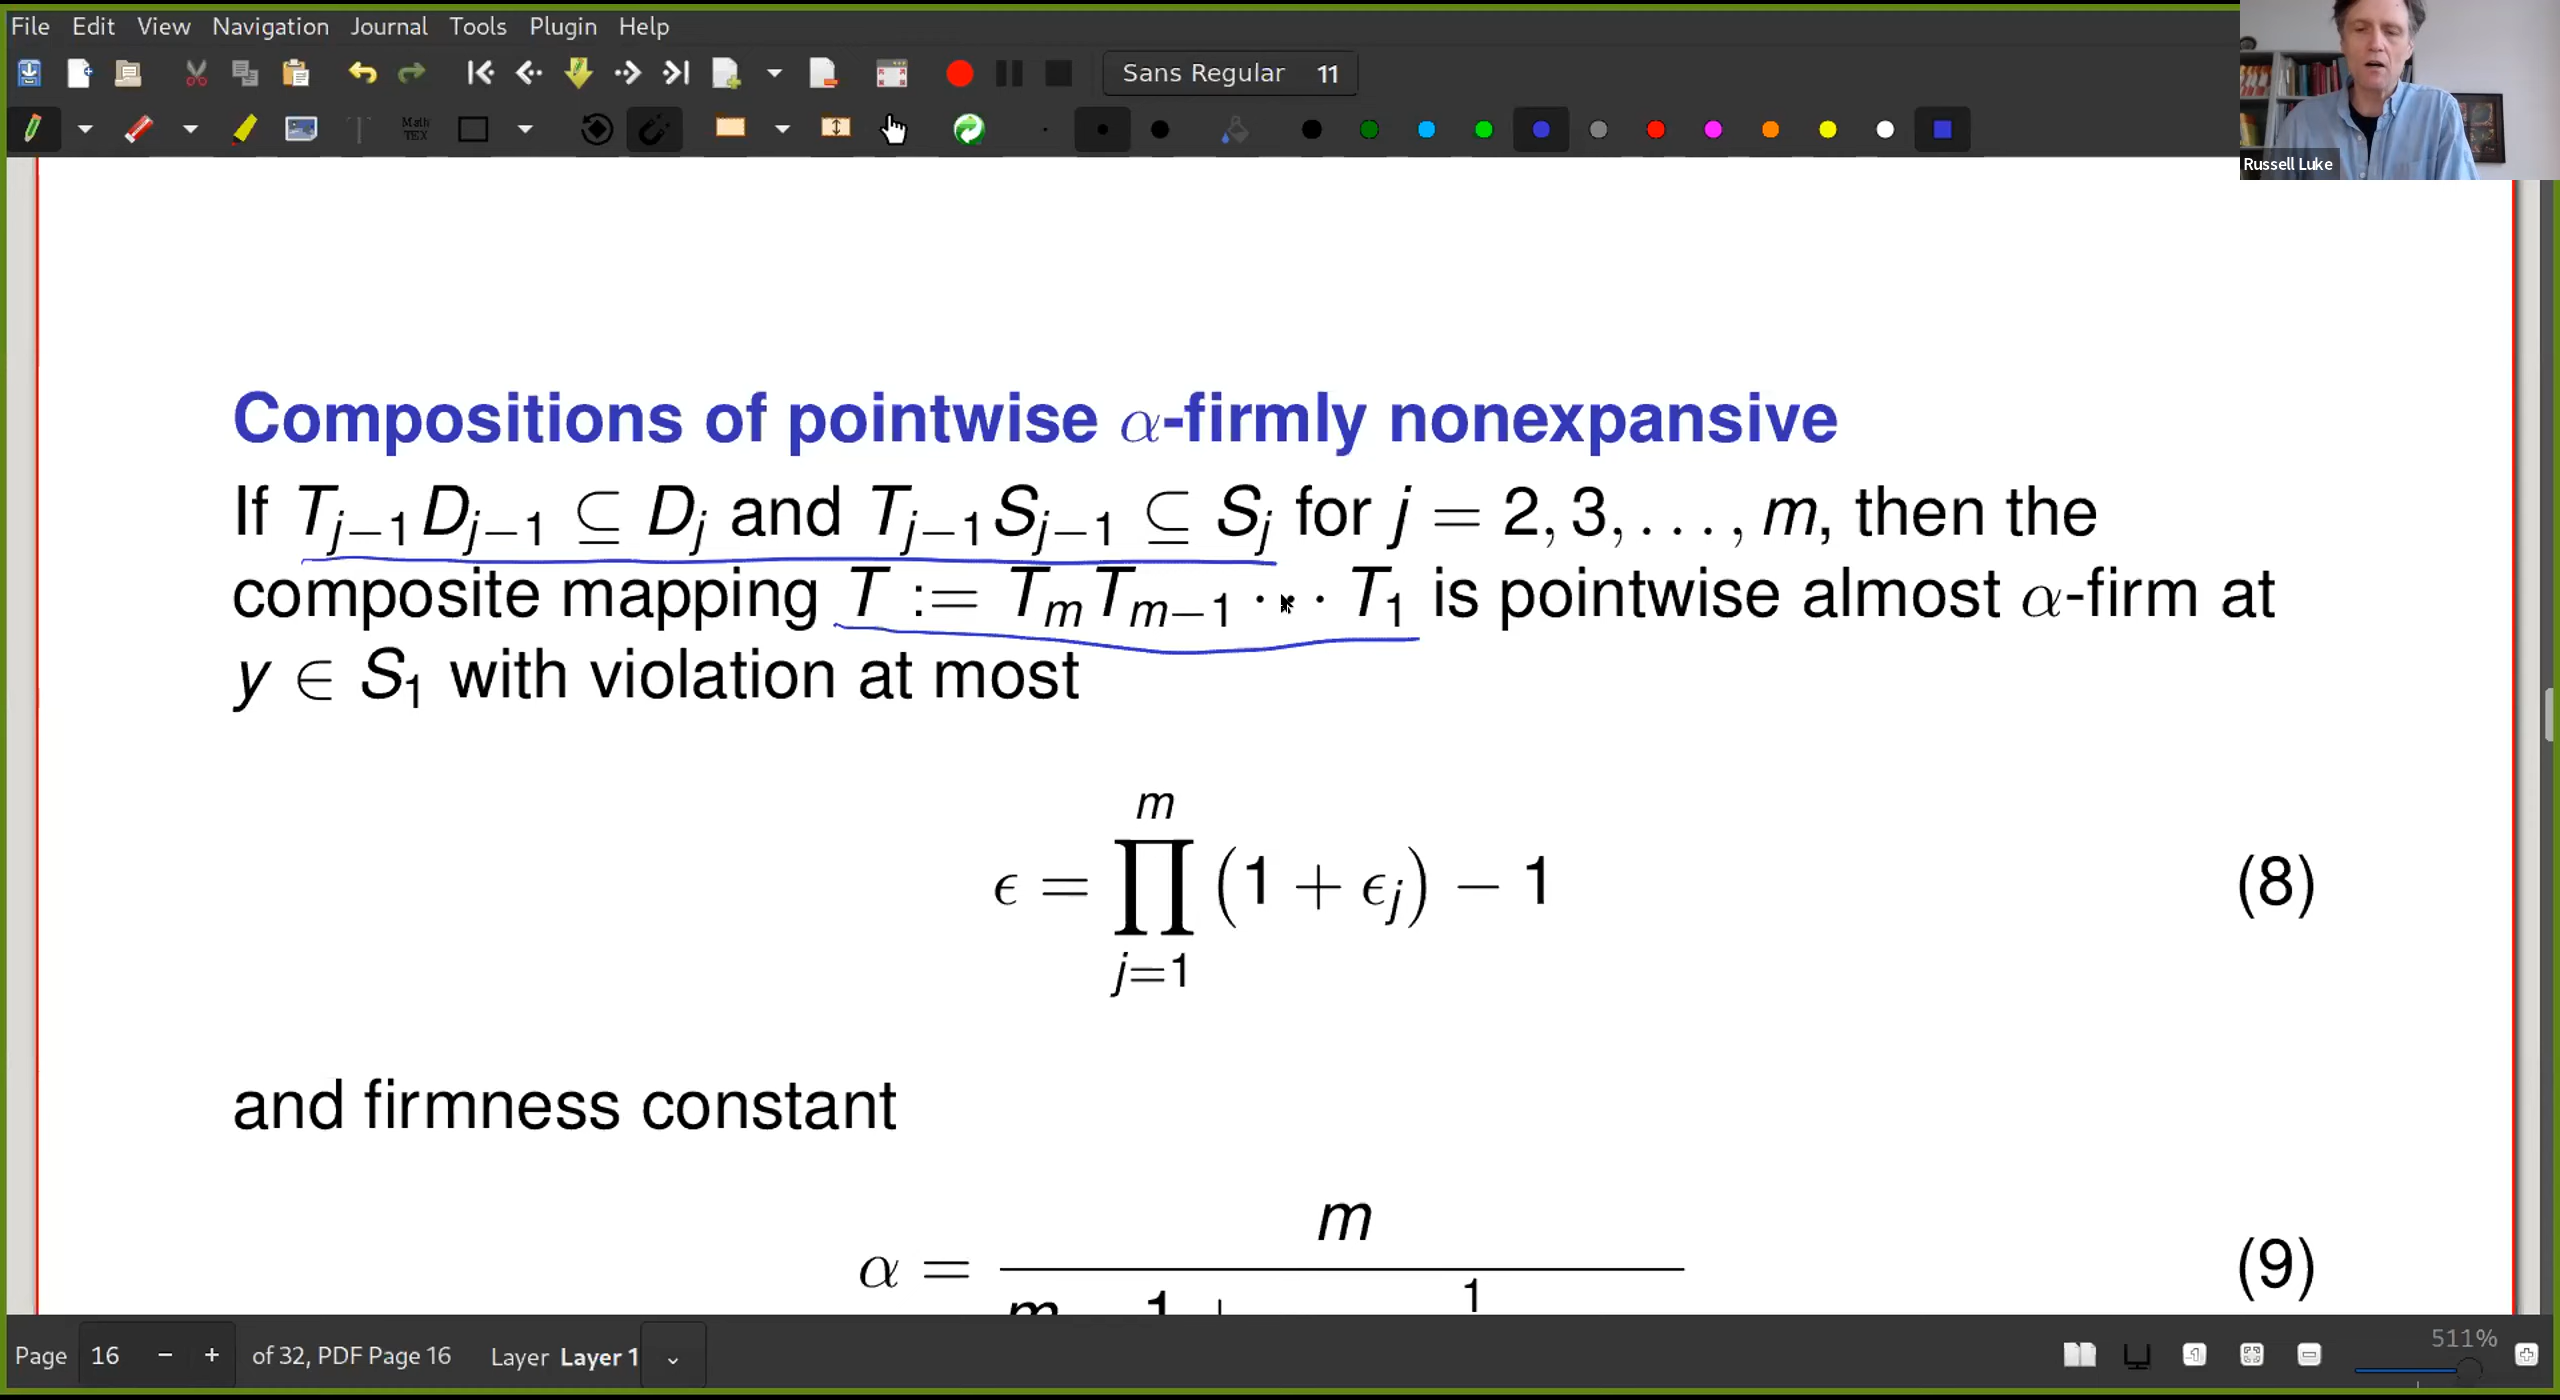 File Edit View Navigation Journal Tools Plugin Help
Sans Regular 11
Math TEX
Russell Luke
Compositions of pointwise α-firmly nonexpansive
If T_{j−1}D_{j−1} ⊆ D_j and T_{j−1}S_{j−1} ⊆ S_j for j = 2, 3, . . . , m, then the
composite mapping T := T_m T_{m−1} · · · T_1 is pointwise almost α-firm at
y ∈ S_1 with violation at most
ϵ = ∏_{j=1}^{m} (1 + ϵ_j) − 1 (8)
and firmness constant
α = m (9)
Page 16 − + of 32, PDF Page 16 Layer Layer 1 511%